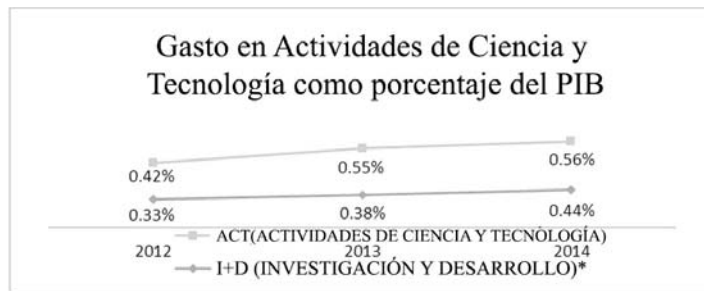 Gasto en Actividades de Ciencia y
Tecnología como porcentaje del PIB
0.42%
0.55%
0.56%
0.33%
0.38%
0.44%
ACT(ACTIVIDADES DE CIENCIA Y TECNOLOGÍA)
2012
2013
2014
I+D (INVESTIGACIÓN Y DESARROLLO)*